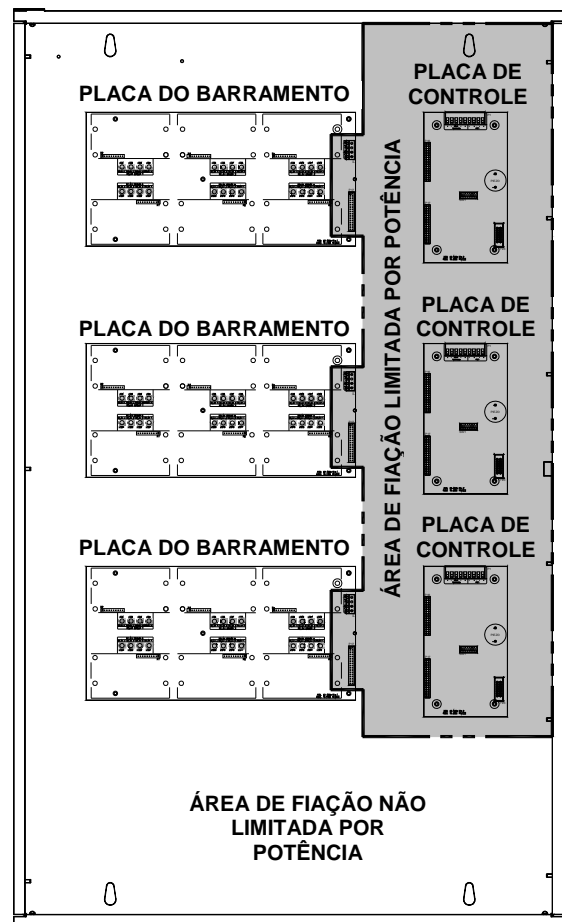 PLACA DO BARRAMENTO
PLACA DE
CONTROLE
ÁREA DE FIAÇÃO LIMITADA POR POTÊNCIA
PLACA DO BARRAMENTO
PLACA DE
CONTROLE
PLACA DO BARRAMENTO
PLACA DE
CONTROLE
ÁREA DE FIAÇÃO NÃO
LIMITADA POR
POTÊNCIA